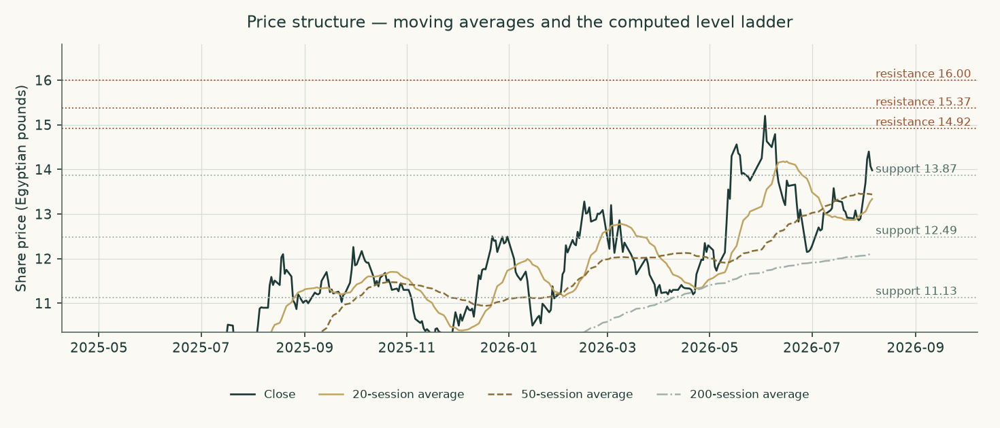 Price structure — moving averages and the computed level ladder
Share price (Egyptian pounds)
16
15
14
13
12
11
resistance 16.00
resistance 15.37
resistance 14.92
support 13.87
support 12.49
support 11.13
2025-05
2025-07
2025-09
2025-11
2026-01
2026-03
2026-05
2026-07
2026-09
Close
20-session average
50-session average
200-session average